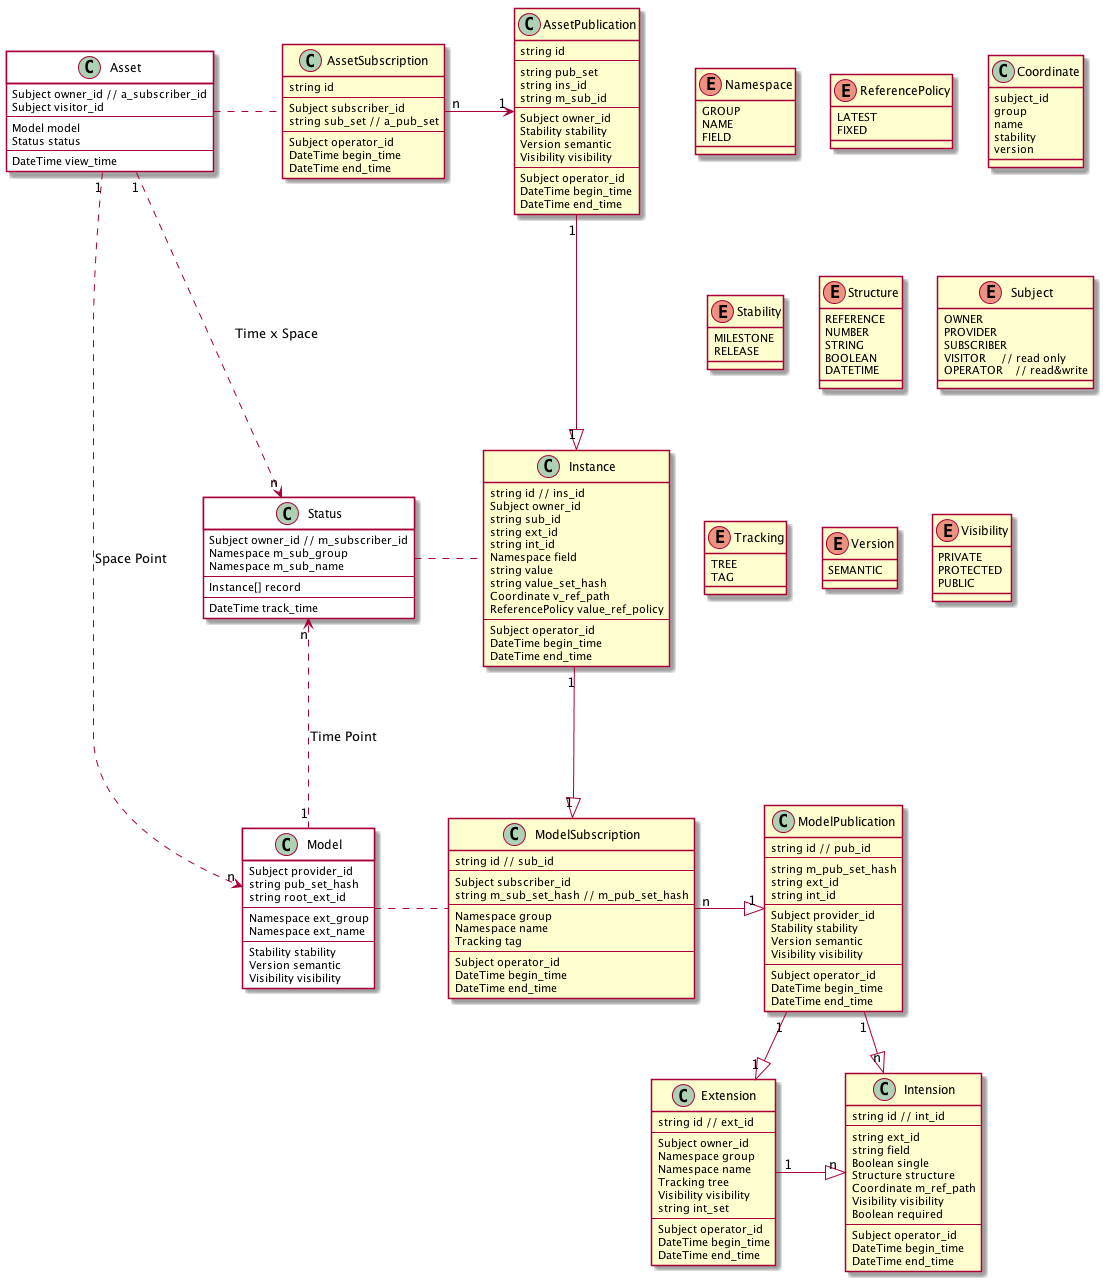 C Asset
Subject owner_id // a_subscriber_id
Subject visitor_id
Model model
Status status
DateTime view_time
C AssetSubscription
string id
Subject subscriber_id
string sub_set // a_pub_set
Subject operator_id
DateTime begin_time
DateTime end_time
n
1
C AssetPublication
string id
string pub_set
string ins_id
string m_sub_id
Subject owner_id
Stability stability
Version semantic
Visibility visibility
Subject operator_id
DateTime begin_time
DateTime end_time
E Namespace
GROUP
NAME
FIELD
E ReferencePolicy
LATEST
FIXED
C Coordinate
subject_id
group
name
stability
version
1
1
1
Time x Space
E Stability
MILESTONE
RELEASE
E Structure
REFERENCE
NUMBER
STRING
BOOLEAN
DATETIME
E Subject
OWNER
PROVIDER
SUBSCRIBER
VISITOR // read only
OPERATOR // read&write
n
1
C Status
Subject owner_id // m_subscriber_id
Namespace m_sub_group
Namespace m_sub_name
Instance[] record
DateTime track_time
C Instance
string id // ins_id
Subject owner_id
string sub_id
string ext_id
string int_id
Namespace field
string value
string value_set_hash
Coordinate v_ref_path
ReferencePolicy value_ref_policy
Subject operator_id
DateTime begin_time
DateTime end_time
E Tracking
TREE
TAG
E Version
SEMANTIC
E Visibility
PRIVATE
PROTECTED
PUBLIC
Space Point
n
1
Time Point
1
1
n
C Model
Subject provider_id
string pub_set_hash
string root_ext_id
Namespace ext_group
Namespace ext_name
Stability stability
Version semantic
Visibility visibility
C ModelSubscription
string id // sub_id
Subject subscriber_id
string m_sub_set_hash // m_pub_set_hash
Namespace group
Namespace name
Tracking tag
Subject operator_id
DateTime begin_time
DateTime end_time
n
1
C ModelPublication
string id // pub_id
string m_pub_set_hash
string ext_id
string int_id
Subject provider_id
Stability stability
Version semantic
Visibility visibility
Subject operator_id
DateTime begin_time
DateTime end_time
1
1
1
n
C Extension
string id // ext_id
Subject owner_id
Namespace group
Namespace name
Tracking tree
Visibility visibility
string int_set
Subject operator_id
DateTime begin_time
DateTime end_time
1
n
C Intension
string id // int_id
string ext_id
string field
Boolean single
Structure structure
Coordinate m_ref_path
Visibility visibility
Boolean required
Subject operator_id
DateTime begin_time
DateTime end_time